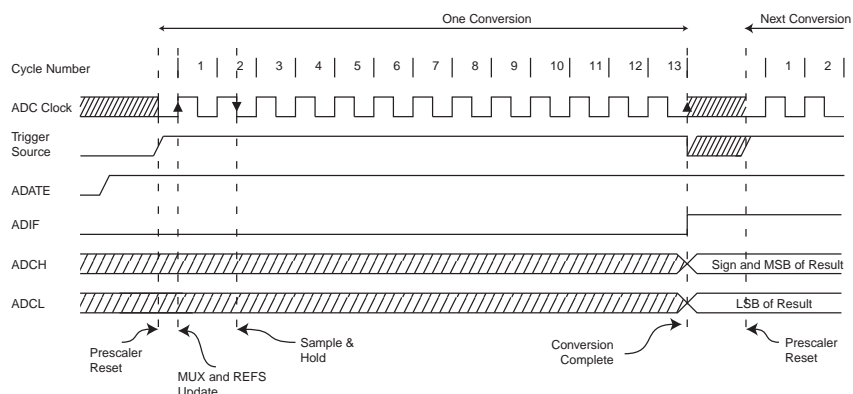 One Conversion
Next Conversion
Cycle Number
1 2 3 4 5 6 7 8 9 10 11 12 13 1 2
ADC Clock
Trigger
Source
ADATE
ADIF
ADCH
Sign and MSB of Result
ADCL
LSB of Result
Prescaler
Reset
MUX and REFS
Update
Sample &
Hold
Conversion
Complete
Prescaler
Reset